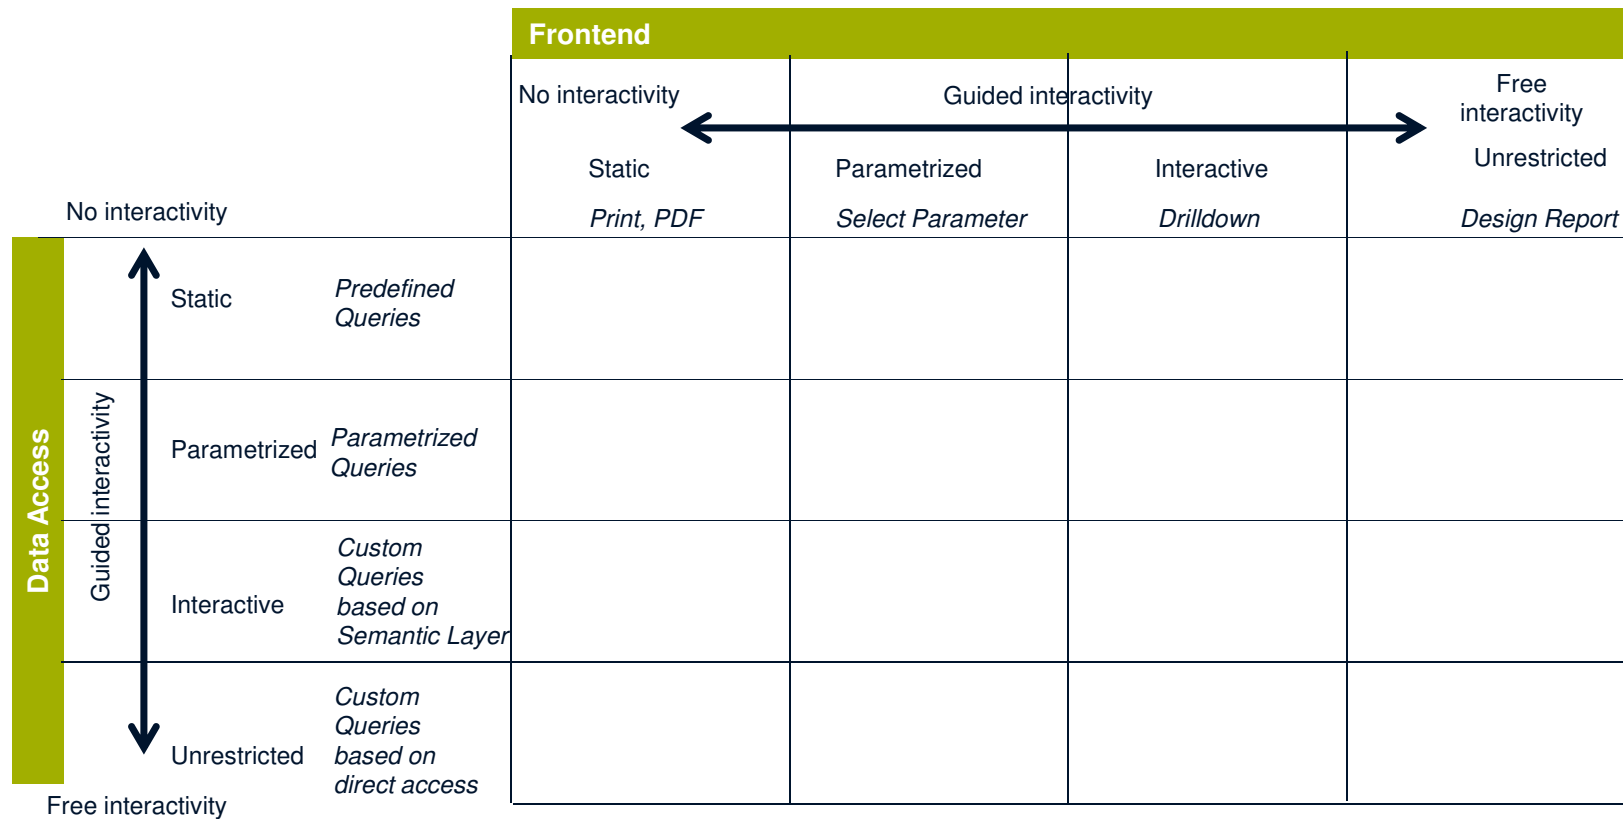 Frontend
No interactivity
Guided interactivity
Free
interactivity
Static
Parametrized
Interactive
Unrestricted
No interactivity
Print, PDF
Select Parameter
Drilldown
Design Report
Data Access
Guided interactivity
Static
Predefined
Queries
Parametrized
Parametrized
Queries
Interactive
Custom
Queries
based on
Semantic Layer
Unrestricted
Custom
Queries
based on
direct access
Free interactivity